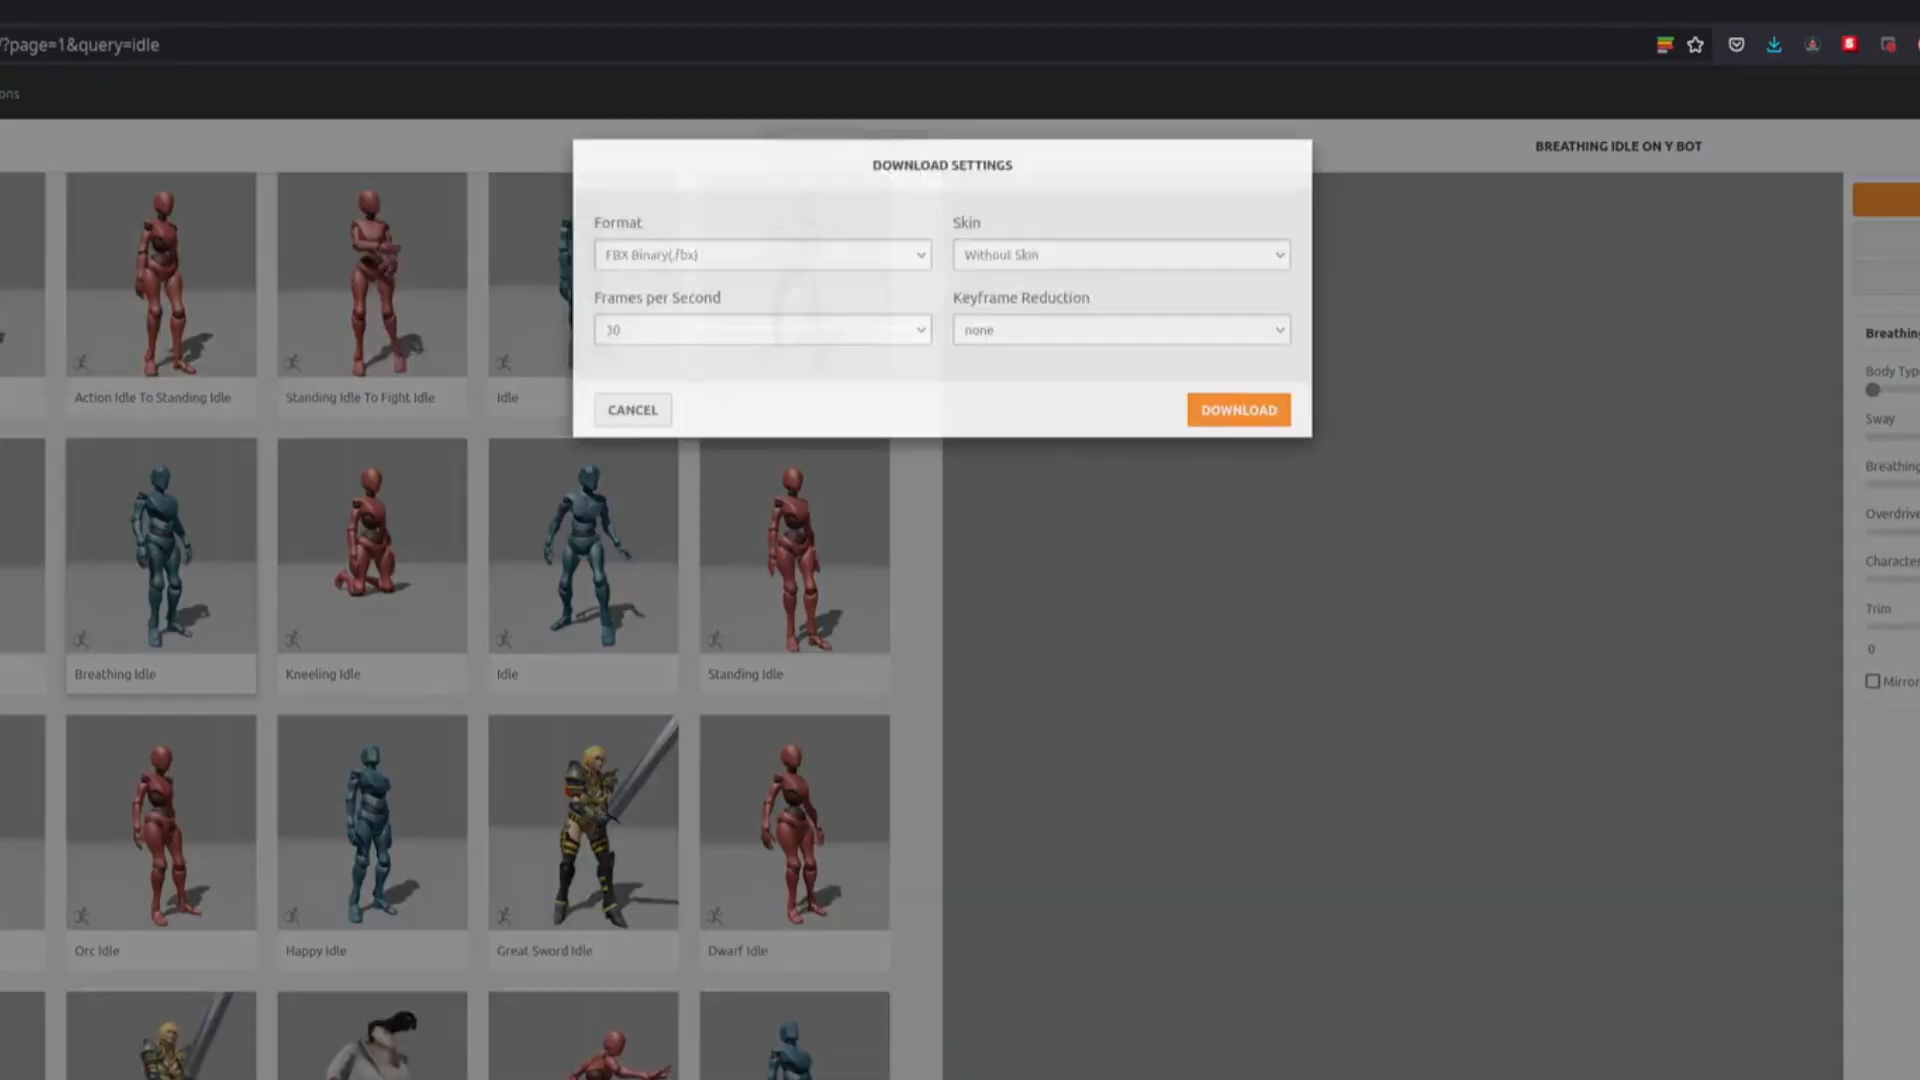 /?page=1&query=idle
ons
DOWNLOAD SETTINGS
BREATHING IDLE ON Y BOT
Format
Skin
FBX Binary(.fbx)
Without Skin
Frames per Second
Keyframe Reduction
30
none
CANCEL
DOWNLOAD
Action Idle To Standing Idle
Standing Idle To Fight Idle
Idle
Breathing Idle
Kneeling Idle
Idle
Standing Idle
Orc Idle
Happy Idle
Great Sword Idle
Dwarf Idle
Breathing
Body Typ
Sway
Breathing
Overdrive
Character
Trim
0
Mirror